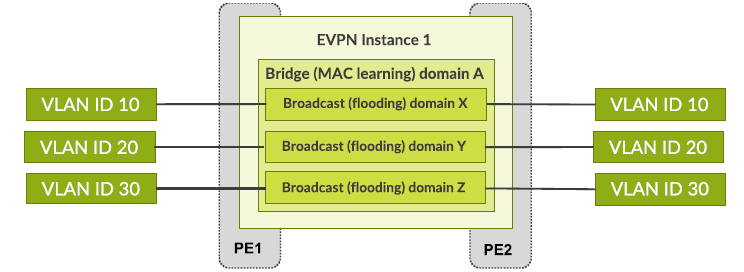 EVPN Instance 1
Bridge (MAC learning) domain A
VLAN ID 10
Broadcast (flooding) domain X
VLAN ID 10
VLAN ID 20
Broadcast (flooding) domain Y
VLAN ID 20
VLAN ID 30
Broadcast (flooding) domain Z
VLAN ID 30
PE1
PE2